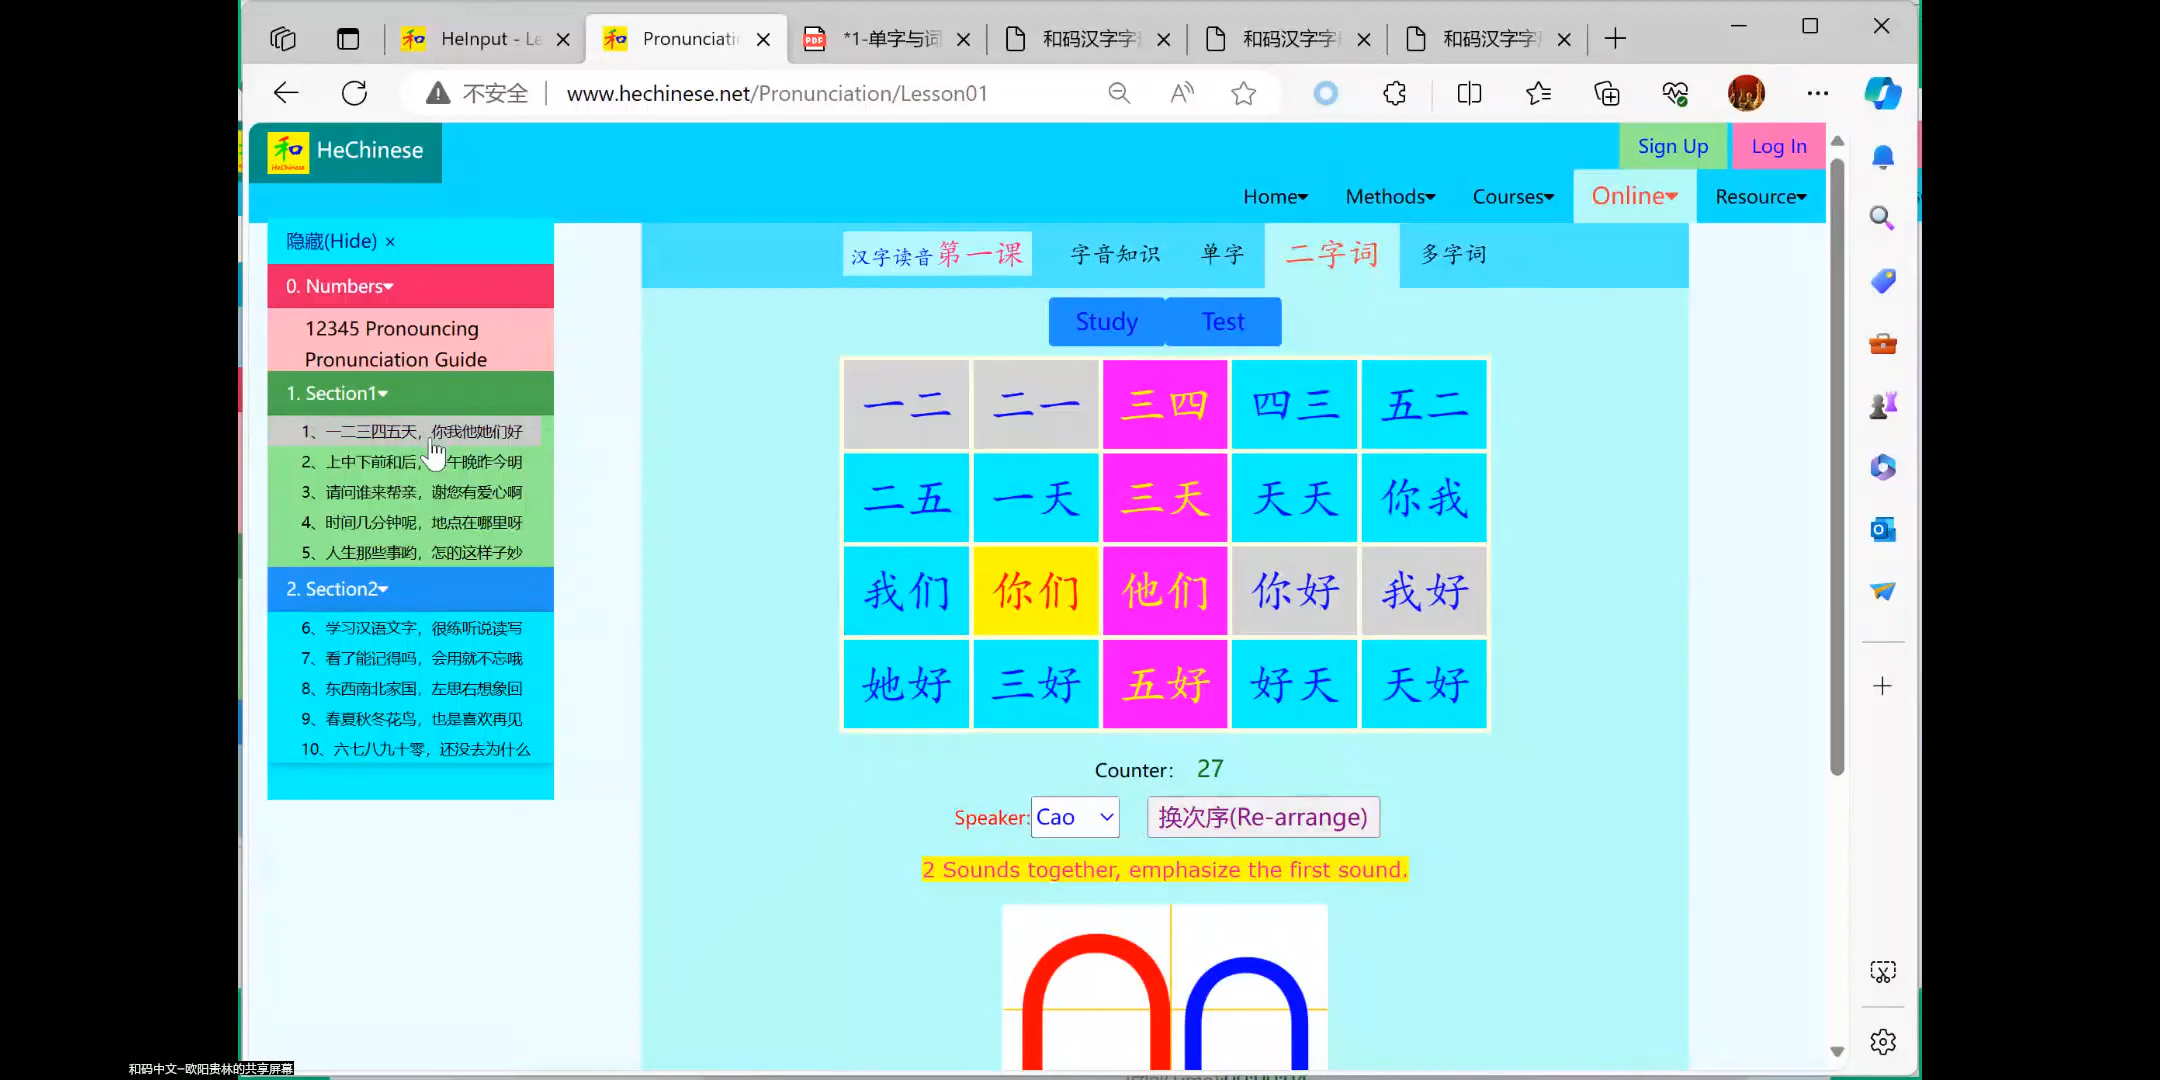 HeInput - Le
Pronunciati
*1-单字与词
和码汉字字
和码汉字字
和码汉字字
不安全
www.hechinese.net/Pronunciation/Lesson01
和 HeChinese
HeChinese
Sign Up
Log In
Home
Methods
Courses
Online
Resource
隐藏(Hide) ×
0. Numbers
12345 Pronouncing
Pronunciation Guide
1. Section1
1、一二三四五天，你我他她们好
2、上中下前和后，午晚昨今明
3、请问谁来帮亲，谢您有爱心啊
4、时间几分钟呢，地点在哪里呀
5、人生那些事哟，怎的这样子妙
2. Section2
6、学习汉语文字，很练听说读写
7、看了能记得吗，会用就不忘哦
8、东西南北家国，左思右想象回
9、春夏秋冬花鸟，也是喜欢再见
10、六七八九十零，还没去为什么
汉字读音第一课
字音知识
单字
二字词
多字词
Study
Test
一二 二一 三四 四三 五二
二五 一天 三天 天天 你我
我们 你们 他们 你好 我好
她好 三好 五好 好天 天好
Counter: 27
Speaker: Cao
换次序(Re-arrange)
2 Sounds together, emphasize the first sound.
和码中文-欧阳贵林的共享屏幕